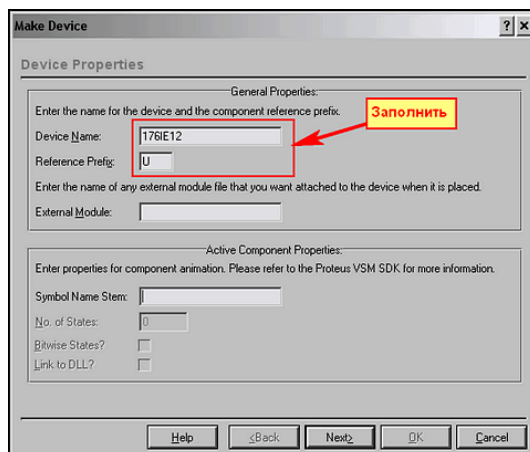 Make Device
Device Properties
General Properties:
Enter the name for the device and the component reference prefix.
Заполнить
Device Name: 176IE12
Reference Prefix: U
Enter the name of any external module file that you want attached to the device when it is placed.
External Module:
Active Component Properties:
Enter properties for component animation. Please refer to the Proteus VSM SDK for more information.
Symbol Name Stem:
No. of States: 0
Bitwise States?
Link to DLL?
Help <Back Next> OK Cancel